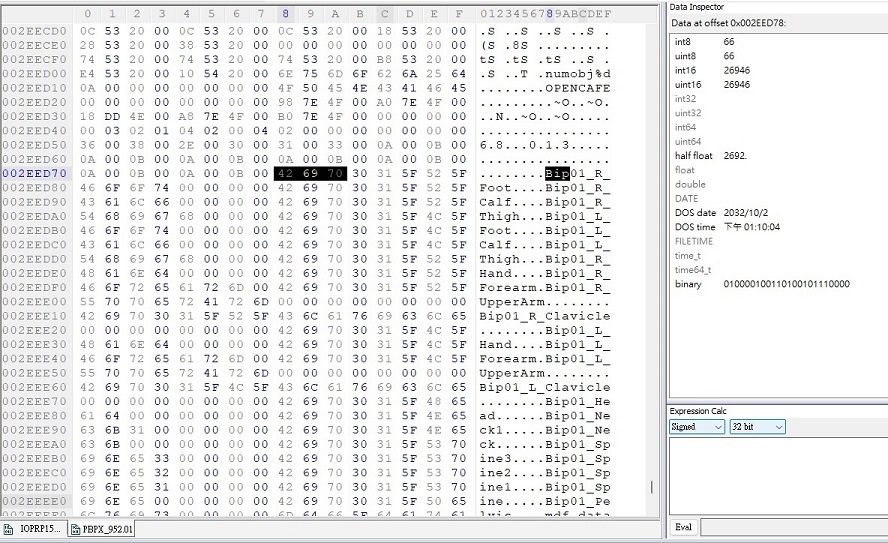 0 1 2 3 4 5 6 7 8 9 A B C D E F 0123456789ABCDEF
002EECD0 0C 53 20 00 0C 53 20 00 0C 53 20 00 18 53 20 00 .S ..S ..S ..S .
002EECE0 28 53 20 00 38 53 20 00 00 00 00 00 00 00 00 00 (S .8S .........
002EECF0 74 53 20 00 74 53 20 00 74 53 20 00 B8 53 20 00 tS .tS .tS ..S .
002EED00 E4 53 20 00 10 54 20 00 6E 75 6D 6F 62 6A 25 64 .S ..T .numobj%d
002EED10 0A 00 00 00 00 00 00 00 4F 50 45 4E 43 41 46 45 ........OPENCAFE
002EED20 00 00 00 00 00 00 00 00 98 7E 4F 00 A0 7E 4F 00 .........~O..~O.
002EED30 18 DD 4E 00 A8 7E 4F 00 B0 7E 4F 00 00 00 00 00 ..N..~O..~O.....
002EED40 00 03 02 01 04 02 00 04 02 00 00 00 00 00 00 00 ................
002EED50 36 00 38 00 2E 00 30 00 31 00 33 00 0A 00 0B 00 6.8...0.1.3.....
002EED60 0A 00 0B 00 0A 00 0B 00 0A 00 0B 00 0A 00 0B 00 ................
002EED70 0A 00 0B 00 0A 00 0B 00 42 69 70 30 31 5F 52 5F ........Bip01_R_
002EED80 46 6F 6F 74 00 00 00 00 42 69 70 30 31 5F 52 5F Foot....Bip01_R_
002EED90 43 61 6C 66 00 00 00 00 42 69 70 30 31 5F 52 5F Calf....Bip01_R_
002EEDA0 54 68 69 67 68 00 00 00 42 69 70 30 31 5F 4C 5F Thigh...Bip01_L_
002EEDB0 46 6F 6F 74 00 00 00 00 42 69 70 30 31 5F 4C 5F Foot....Bip01_L_
002EEDC0 43 61 6C 66 00 00 00 00 42 69 70 30 31 5F 4C 5F Calf....Bip01_L_
002EEDD0 54 68 69 67 68 00 00 00 42 69 70 30 31 5F 52 5F Thigh...Bip01_R_
002EEDE0 48 61 6E 64 00 00 00 00 42 69 70 30 31 5F 52 5F Hand....Bip01_R_
002EEDF0 46 6F 72 65 61 72 6D 00 42 69 70 30 31 5F 52 5F Forearm.Bip01_R_
002EEE00 55 70 70 65 72 41 72 6D 00 00 00 00 00 00 00 00 UpperArm........
002EEE10 42 69 70 30 31 5F 52 5F 43 6C 61 76 69 63 6C 65 Bip01_R_Clavicle
002EEE20 00 00 00 00 00 00 00 00 42 69 70 30 31 5F 4C 5F ........Bip01_L_
002EEE30 48 61 6E 64 00 00 00 00 42 69 70 30 31 5F 4C 5F Hand....Bip01_L_
002EEE40 46 6F 72 65 61 72 6D 00 42 69 70 30 31 5F 4C 5F Forearm.Bip01_L_
002EEE50 55 70 70 65 72 41 72 6D 00 00 00 00 00 00 00 00 UpperArm........
002EEE60 42 69 70 30 31 5F 4C 5F 43 6C 61 76 69 63 6C 65 Bip01_L_Clavicle
002EEE70 00 00 00 00 00 00 00 00 42 69 70 30 31 5F 48 65 ........Bip01_He
002EEE80 61 64 00 00 00 00 00 00 42 69 70 30 31 5F 4E 65 ad......Bip01_Ne
002EEE90 63 6B 31 00 00 00 00 00 42 69 70 30 31 5F 4E 65 ck1.....Bip01_Ne
002EEEA0 63 6B 00 00 00 00 00 00 42 69 70 30 31 5F 53 70 ck......Bip01_Sp
002EEEB0 69 6E 65 33 00 00 00 00 42 69 70 30 31 5F 53 70 ine3....Bip01_Sp
002EEEC0 69 6E 65 32 00 00 00 00 42 69 70 30 31 5F 53 70 ine2....Bip01_Sp
002EEED0 69 6E 65 31 00 00 00 00 42 69 70 30 31 5F 53 70 ine1....Bip01_Sp
002EEEE0 69 6E 65 00 00 00 00 00 42 69 70 30 31 5F 50 65 ine.....Bip01_Pe
IOPRP15...
PBPX_952.01
Data Inspector
Data at offset 0x002EED78:
int8 66
uint8 66
int16 26946
uint16 26946
int32
uint32
int64
uint64
half float 2692.
float
double
DATE
DOS date 2032/10/2
DOS time 下午 01:10:04
FILETIME
time_t
time64_t
binary 010000100110100101110000
Expression Calc
Signed
32 bit
Eval